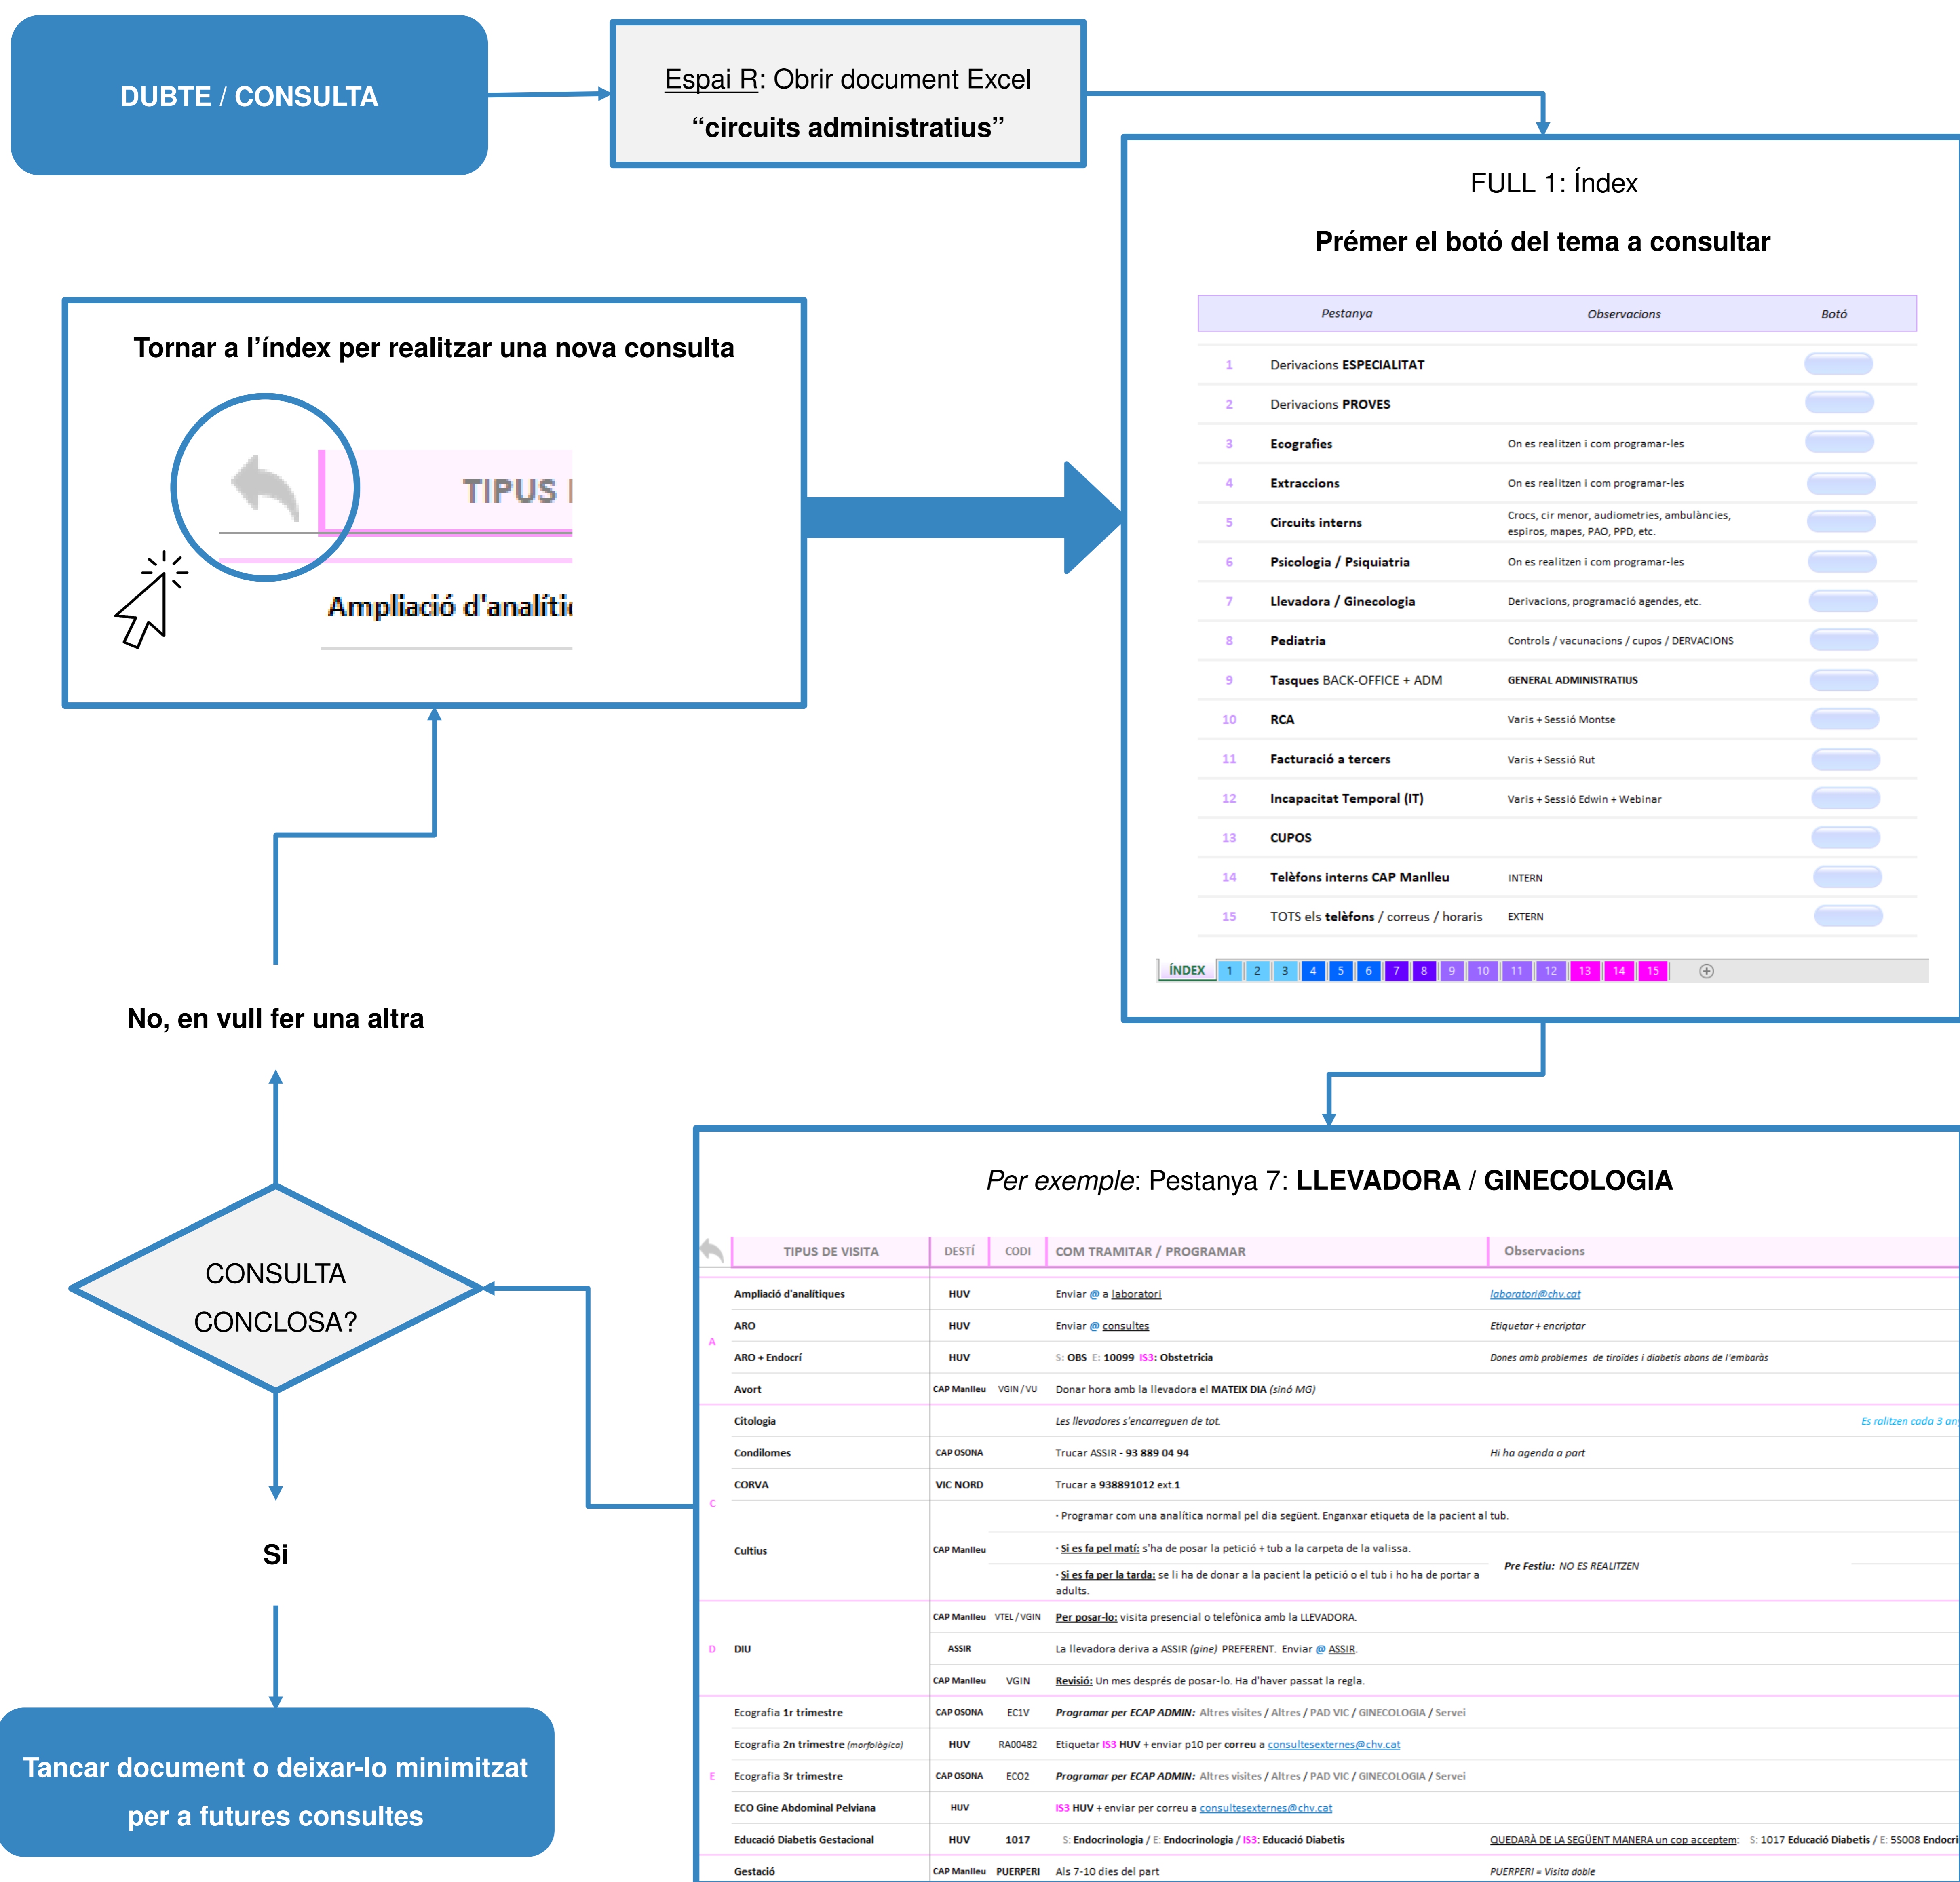 DUBTE / CONSULTA
Espai R: Obrir document Excel
“circuits administratius”
FULL 1: Índex
Prémer el botó del tema a consultar
Pestanya Observacions Botó
1 Derivacions ESPECIALITAT
2 Derivacions PROVES
3 Ecografies On es realitzen i com programar-les
4 Extraccions On es realitzen i com programar-les
5 Circuits interns Crocs, cir menor, audiometries, ambulàncies,
espiros, mapes, PAO, PPD, etc.
6 Psicologia / Psiquiatria On es realitzen i com programar-les
7 Llevadora / Ginecologia Derivacions, programació agendes, etc.
8 Pediatria Controls / vacunacions / cupos / DERVACIONS
9 Tasques BACK-OFFICE + ADM GENERAL ADMINISTRATIUS
10 RCA Varis + Sessió Montse
11 Facturació a tercers Varis + Sessió Rut
12 Incapacitat Temporal (IT) Varis + Sessió Edwin + Webinar
13 CUPOS
14 Telèfons interns CAP Manlleu INTERN
15 TOTS els telèfons / correus / horaris EXTERN
ÍNDEX 1 2 3 4 5 6 7 8 9 10 11 12 13 14 15
Tornar a l’índex per realitzar una nova consulta
TIPUS
Ampliació d'analític
No, en vull fer una altra
CONSULTA
CONCLOSA?
Si
Tancar document o deixar-lo minimitzat
per a futures consultes
Per exemple: Pestanya 7: LLEVADORA / GINECOLOGIA
TIPUS DE VISITA DESTÍ CODI COM TRAMITAR / PROGRAMAR Observacions
Ampliació d'analítiques HUV Enviar @ a laboratori laboratori@chv.cat
ARO HUV Enviar @ consultes Etiquetar + encriptar
A
ARO + Endocrí HUV S: OBS E: 10099 IS3: Obstetricia Dones amb problemes de tiroïdes i diabetis abans de l'embaràs
Avort CAP Manlleu VGIN / VU Donar hora amb la llevadora el MATEIX DIA (sinó MG)
Citologia Les llevadores s'encarreguen de tot. Es ralitzen cada 3 any
Condilomes CAP OSONA Trucar ASSIR - 93 889 04 94 Hi ha agenda a part
CORVA VIC NORD Trucar a 938891012 ext.1
C
· Programar com una analítica normal pel dia següent. Enganxar etiqueta de la pacient al tub.
Cultius CAP Manlleu · Si es fa pel matí: s'ha de posar la petició + tub a la carpeta de la valissa.
Pre Festiu: NO ES REALITZEN
· Si es fa per la tarda: se li ha de donar a la pacient la petició o el tub i ho ha de portar a
adults.
CAP Manlleu VTEL / VGIN Per posar-lo: visita presencial o telefònica amb la LLEVADORA.
D DIU ASSIR La llevadora deriva a ASSIR (gine) PREFERENT. Enviar @ ASSIR.
CAP Manlleu VGIN Revisió: Un mes després de posar-lo. Ha d'haver passat la regla.
Ecografia 1r trimestre CAP OSONA EC1V Programar per ECAP ADMIN: Altres visites / Altres / PAD VIC / GINECOLOGIA / Servei
Ecografia 2n trimestre (morfològica) HUV RA00482 Etiquetar IS3 HUV + enviar p10 per correu a consultesexternes@chv.cat
E Ecografia 3r trimestre CAP OSONA ECO2 Programar per ECAP ADMIN: Altres visites / Altres / PAD VIC / GINECOLOGIA / Servei
ECO Gine Abdominal Pelviana HUV IS3 HUV + enviar per correu a consultesexternes@chv.cat
Educació Diabetis Gestacional HUV 1017 S: Endocrinologia / E: Endocrinologia / IS3: Educació Diabetis QUEDARÀ DE LA SEGÜENT MANERA un cop acceptem: S: 1017 Educació Diabetis / E: 55008 Endocri
Gestació CAP Manlleu PUERPERI Als 7-10 dies del part PUERPERI = Visita doble